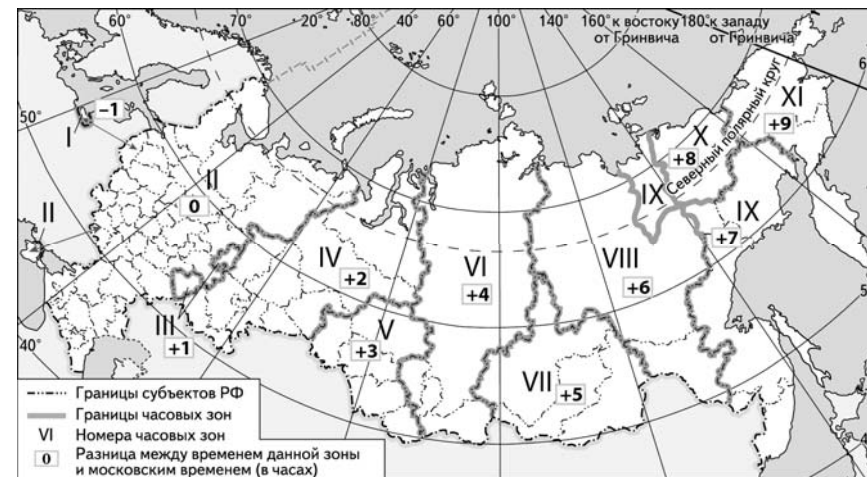 60°
70°
20°
80°
40°
60°
100°
140°
160° к востоку
от Гринвича
180° к западу
от Гринвича
6
50°
–1
I
II
0
II
III
+1
40°
IV
+2
V
+3
VI
+4
VII
+5
VIII
+6
IX
IX
+7
X
+8
XI
+9
Северный полярный круг
5
4
Границы субъектов РФ
Границы часовых зон
VI Номера часовых зон
0 Разница между временем данной зоны
и московским временем (в часах)